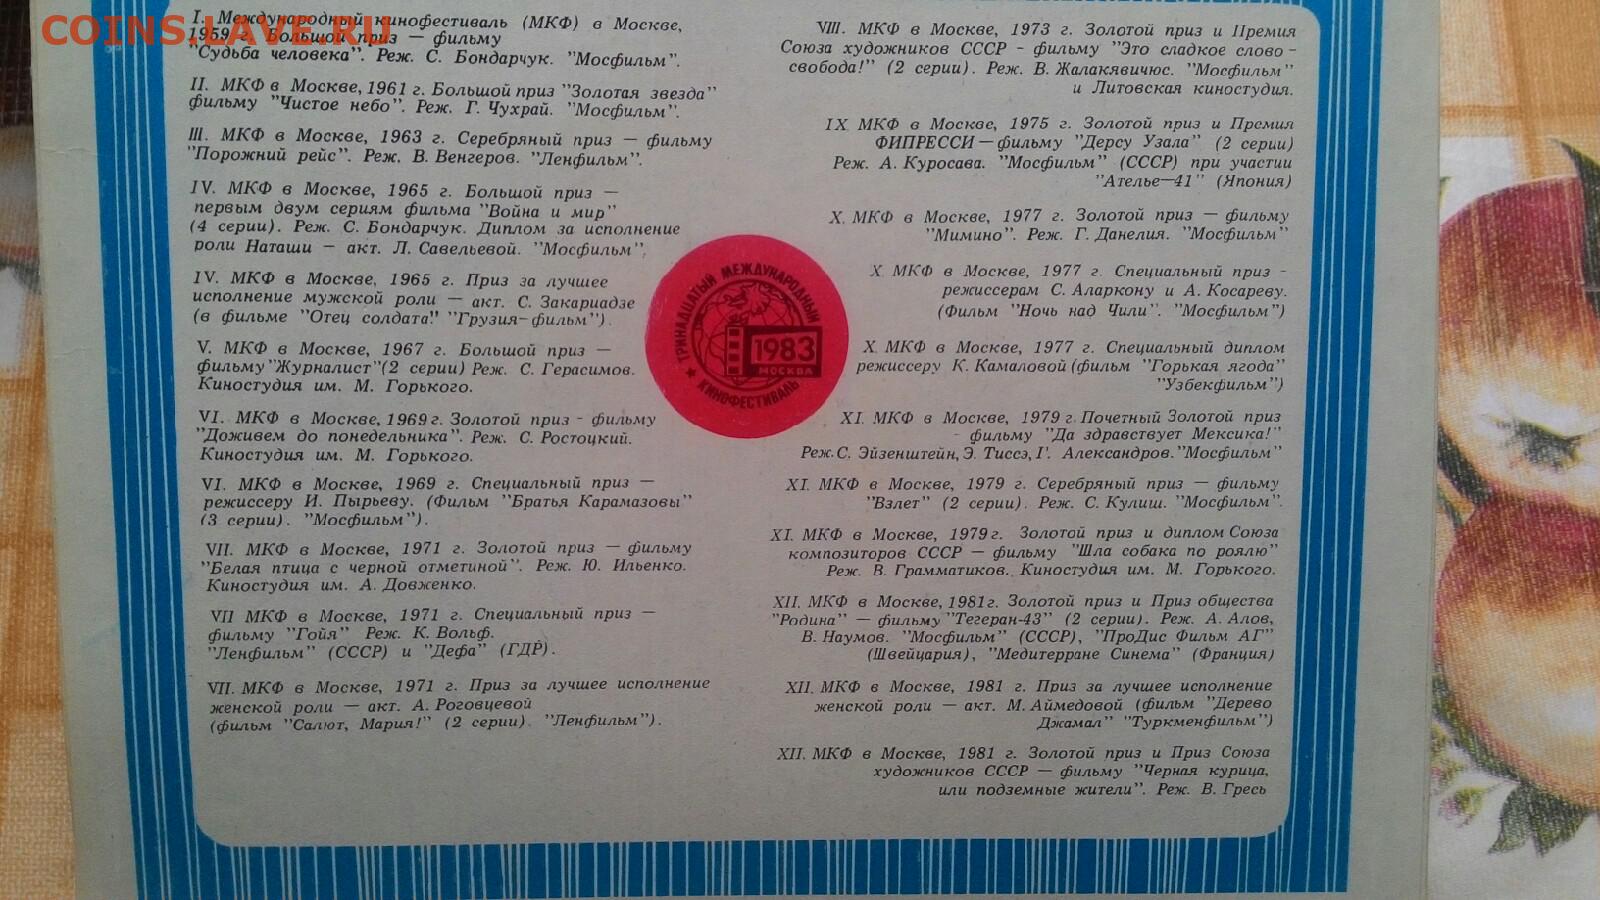 COINS.LAVE.RU
I. Международный кинофестиваль (МКФ) в Москве,
1959 г. Большой приз — фильму
"Судьба человека". Реж. С. Бондарчук. "Мосфильм".
II. МКФ в Москве, 1961 г. Большой приз "Золотая звезда"
фильму "Чистое небо". Реж. Г. Чухрай. "Мосфильм".
III. МКФ в Москве, 1963 г. Серебряный приз — фильму
"Порожний рейс". Реж. В. Венгеров. "Ленфильм".
IV. МКФ в Москве, 1965 г. Большой приз —
первым двум сериям фильма "Война и мир"
(4 серии). Реж. С. Бондарчук. Диплом за исполнение
роли Наташи — акт. Л. Савельевой. "Мосфильм",
IV. МКФ в Москве, 1965 г. Приз за лучшее
исполнение мужской роли — акт. С. Закариадзе
(в фильме "Отец солдата". "Грузия-фильм").
V. МКФ в Москве, 1967 г. Большой приз —
фильму "Журналист" (2 серии) Реж. С. Герасимов.
Киностудия им. М. Горького.
VI. МКФ в Москве, 1969 г. Золотой приз - фильму
"Доживем до понедельника". Реж. С. Ростоцкий.
Киностудия им. М. Горького.
VI. МКФ в Москве, 1969 г. Специальный приз —
режиссеру И. Пырьеву. (Фильм "Братья Карамазовы"
(3 серии). "Мосфильм").
VII. МКФ в Москве, 1971 г. Золотой приз — фильму
"Белая птица с черной отметиной". Реж. Ю. Ильенко.
Киностудия им. А. Довженко.
VII МКФ в Москве, 1971 г. Специальный приз —
фильму "Гойя" Реж. К. Вольф.
"Ленфильм" (СССР) и "Дефа" (ГДР).
VII. МКФ в Москве, 1971 г. Приз за лучшее исполнение
женской роли — акт. А. Роговцевой
(фильм "Салют, Мария!" (2 серии). "Ленфильм").
ТРИНАДЦАТЫЙ МЕЖДУНАРОДНЫЙ
1983
МОСКВА
КИНОФЕСТИВАЛЬ
VIII. МКФ в Москве, 1973 г. Золотой приз и Премия
Союза художников СССР - фильму "Это сладкое слово -
свобода!" (2 серии). Реж. В. Жалакявичюс. "Мосфильм"
и Литовская киностудия.
IX МКФ в Москве, 1975 г. Золотой приз и Премия
ФИПРЕССИ — фильму "Дерсу Узала" (2 серии)
Реж. А. Куросава. "Мосфильм" (СССР) при участии
"Ателье—41" (Япония)
X. МКФ в Москве, 1977 г. Золотой приз — фильму
"Мимино". Реж. Г. Данелия. "Мосфильм"
X. МКФ в Москве, 1977 г. Специальный приз -
режиссерам С. Аларкону и А. Косареву.
(Фильм "Ночь над Чили". "Мосфильм")
X. МКФ в Москве, 1977 г. Специальный диплом
режиссеру К. Камаловой (фильм "Горькая ягода"
"Узбекфильм")
XI. МКФ в Москве, 1979 г. Почетный Золотой приз
- фильму "Да здравствует Мексика!"
Реж. С. Эйзенштейн, Э. Тиссэ, Г. Александров. "Мосфильм"
XI. МКФ в Москве, 1979 г. Серебряный приз — фильму
"Взлет" (2 серии). Реж. С. Кулиш. "Мосфильм".
XI. МКФ в Москве, 1979 г. Золотой приз и диплом Союза
композиторов СССР — фильму "Шла собака по роялю"
Реж. В. Грамматиков. Киностудия им. М. Горького.
XII. МКФ в Москве, 1981 г. Золотой приз и Приз общества
"Родина" — фильму "Тегеран-43" (2 серии). Реж. А. Алов,
В. Наумов. "Мосфильм" (СССР), "ПроДис Фильм АГ"
(Швейцария), "Медитерране Синема" (Франция)
XII. МКФ в Москве, 1981 г. Приз за лучшее исполнение
женской роли — акт. М. Аймедовой (фильм "Дерево
Джамал" "Туркменфильм")
XII. МКФ в Москве, 1981 г. Золотой приз и Приз Союза
художников СССР — фильму "Черная курица,
или подземные жители". Реж. В. Гресь